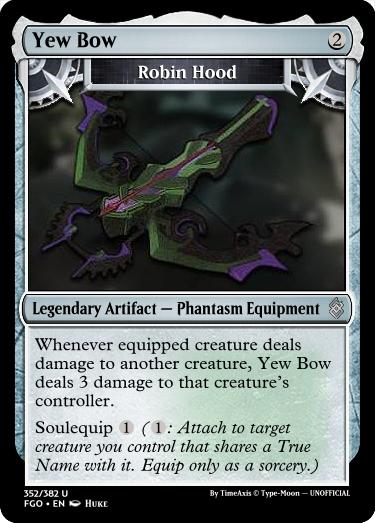 Yew Bow 2
Robin Hood
Legendary Artifact — Phantasm Equipment
Whenever equipped creature deals
damage to another creature, Yew Bow
deals 3 damage to that creature's
controller.
Soulequip 1 (1: Attach to target
creature you control that shares a True
Name with it. Equip only as a sorcery.)
352/382 U
FGO • EN HUKE
By TimeAxis © Type-Moon — UNOFFICIAL